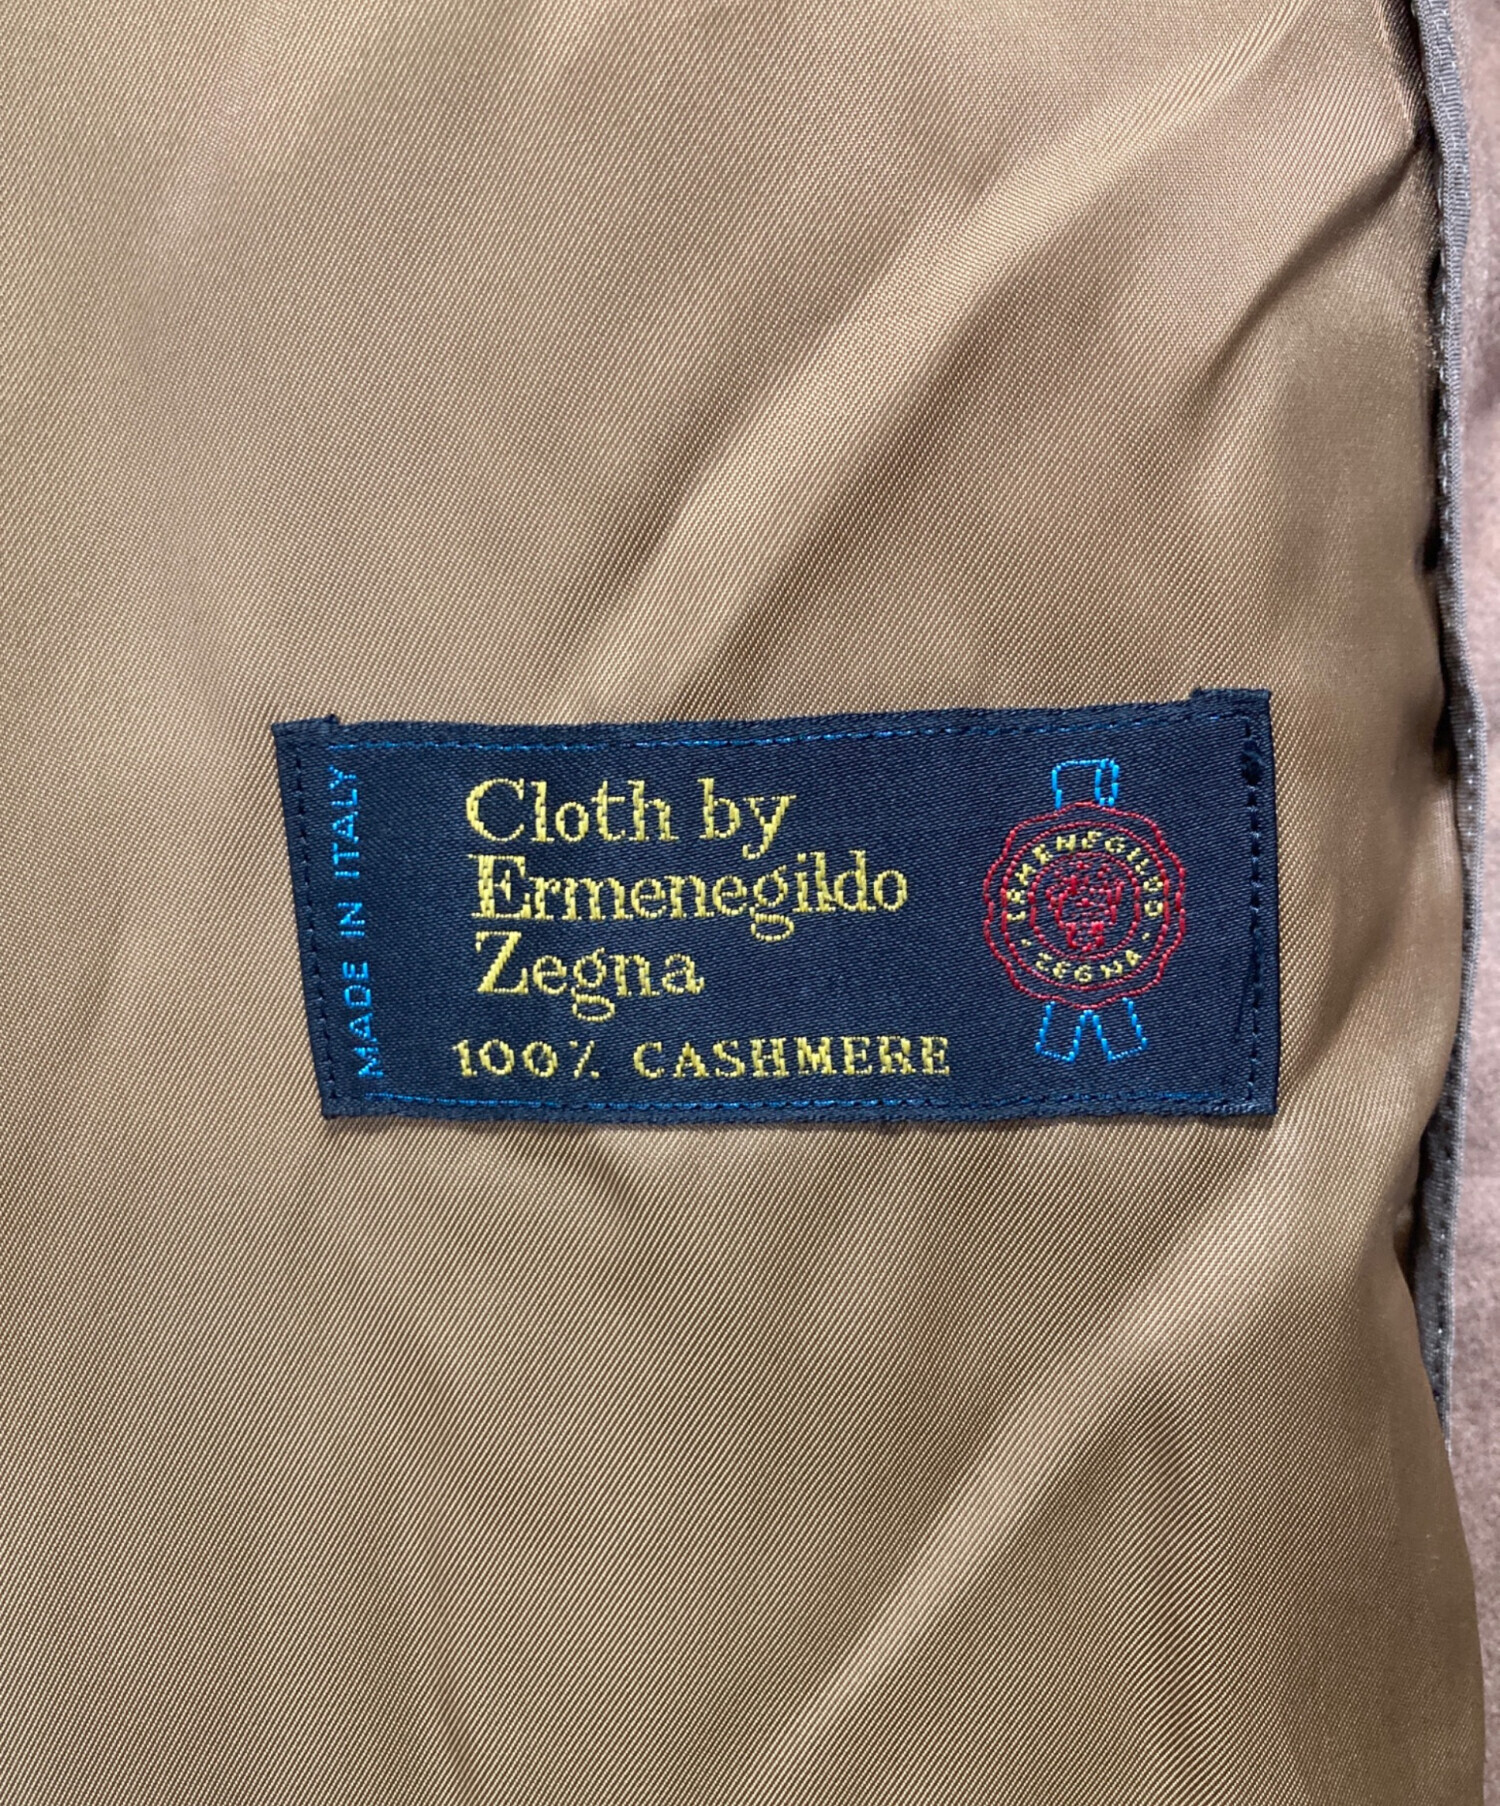 MADE IN ITALY
Cloth by
Ermenegildo
Zegna
100% CASHMERE
ERMENEGILDO
· ZEGNA ·